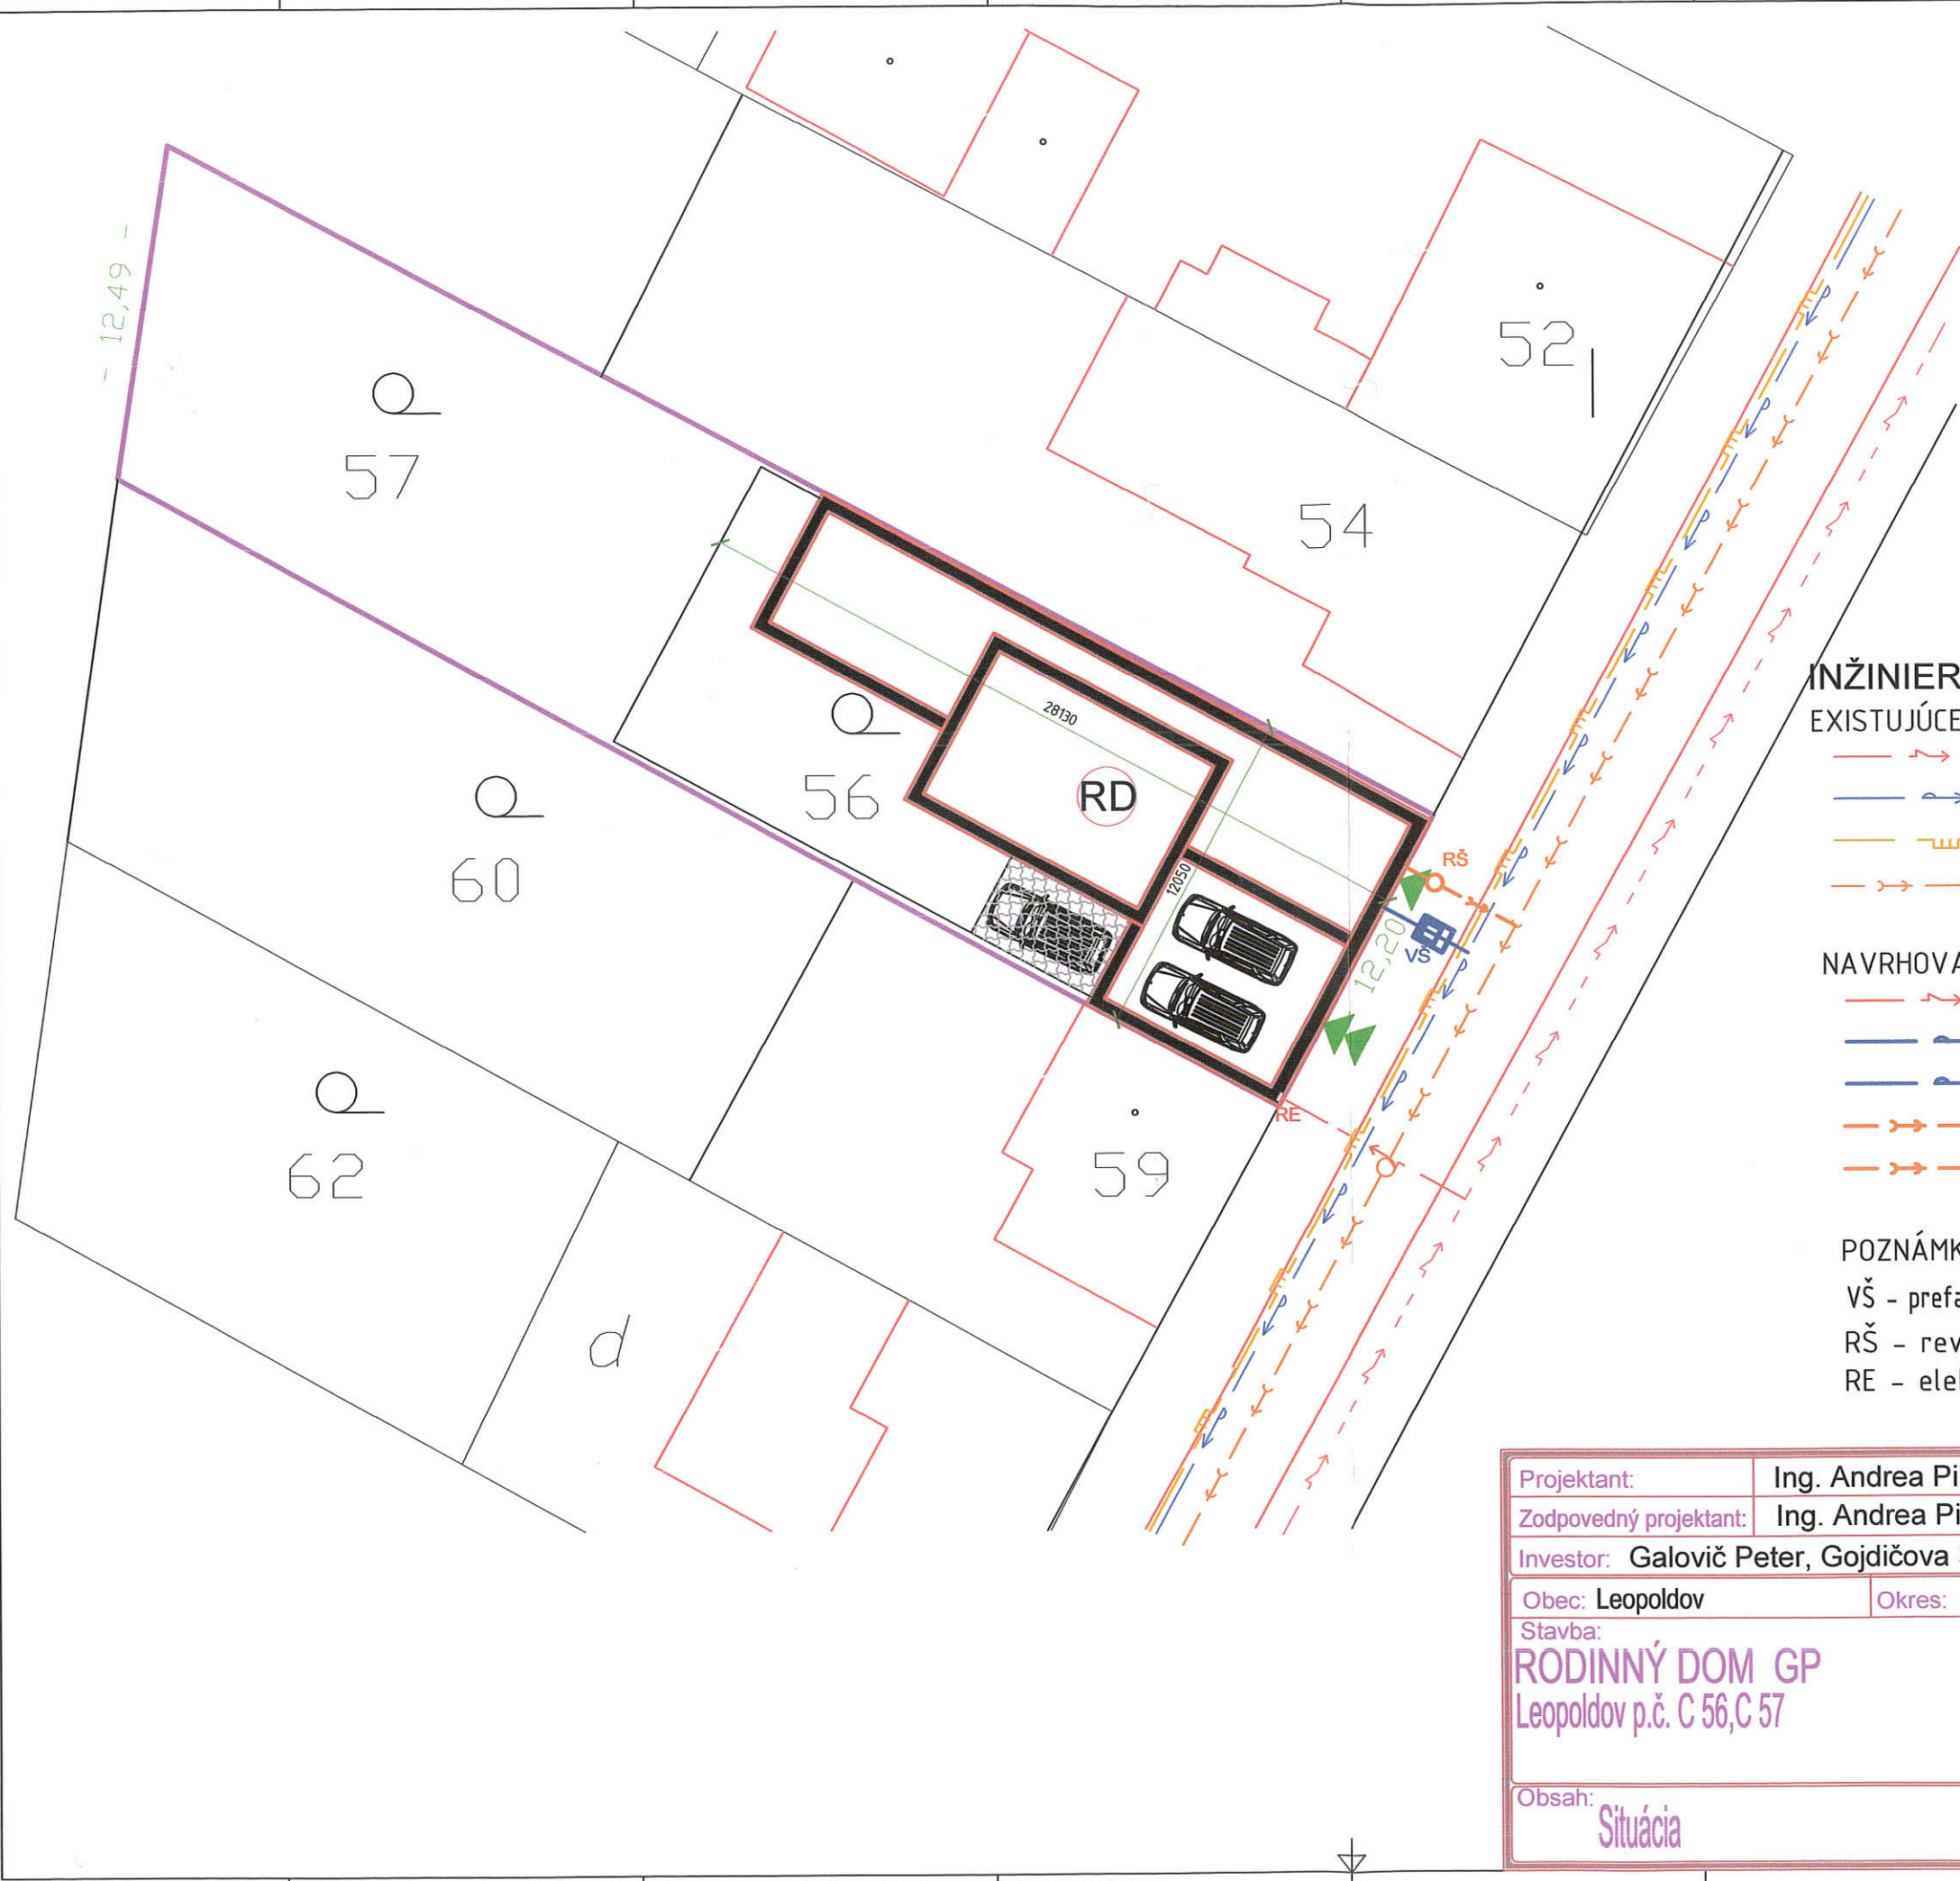 - 12,49 -
52
57
54
INŽINIER
EXISTUJÚCE
28130
56
RD
60
12050
RŠ
VŠ
12,20
NAVRHOVA
RE
59
62
d
POZNÁMK
VŠ - prefa
RŠ - rev
RE - ele
Projektant: Ing. Andrea Pi
Zodpovedný projektant: Ing. Andrea Pi
Investor: Galovič Peter, Gojdičova
Obec: Leopoldov Okres:
Stavba:
RODINNÝ DOM GP
Leopoldov p.č. C 56,C 57
Obsah:
Situácia